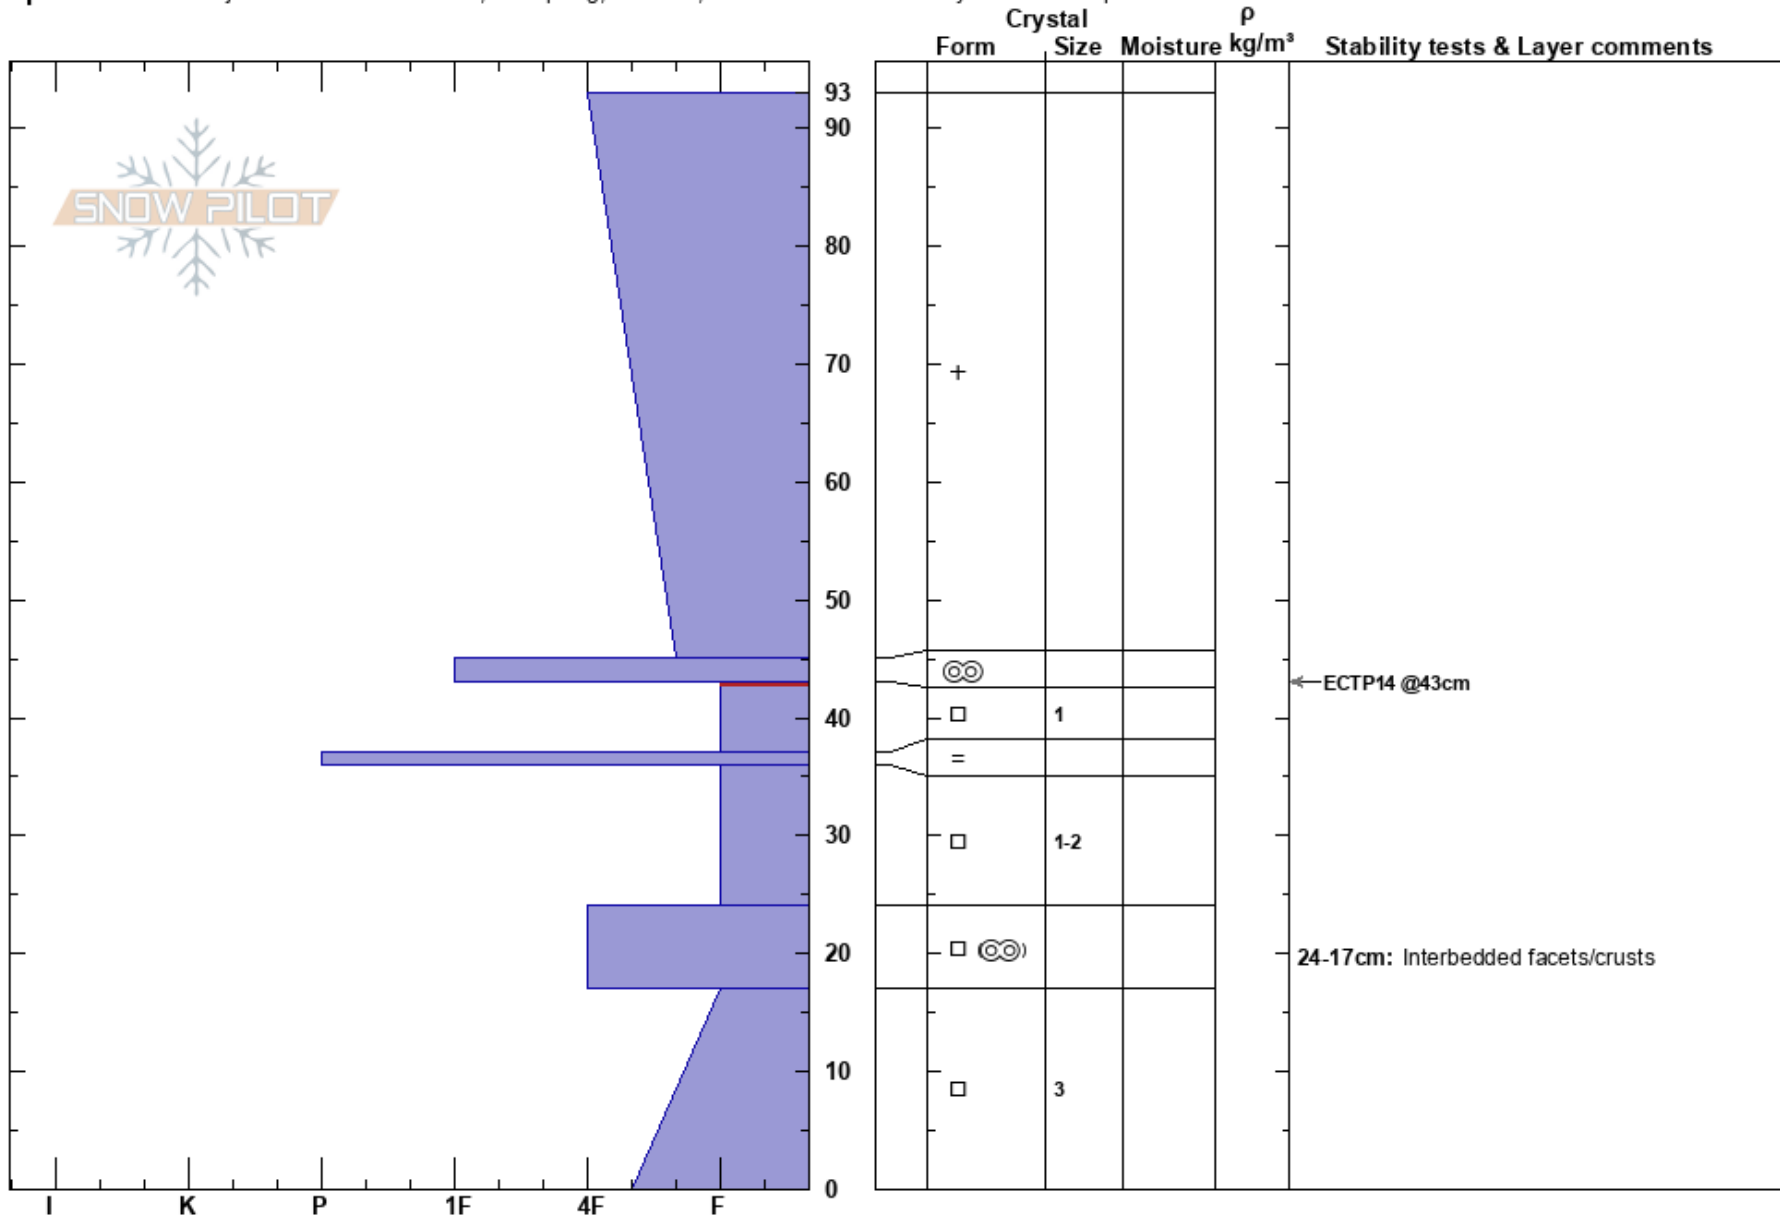 Crystal
ρ
Form Size Moisture kg/m³ Stability tests & Layer comments
93
90
SNOW PILOT
80
70
+
60
50
ECTP14 @43cm
40
1
=
30
1-2
20
24-17cm: Interbedded facets/crusts
10
3
0
I K P 1F 4F F